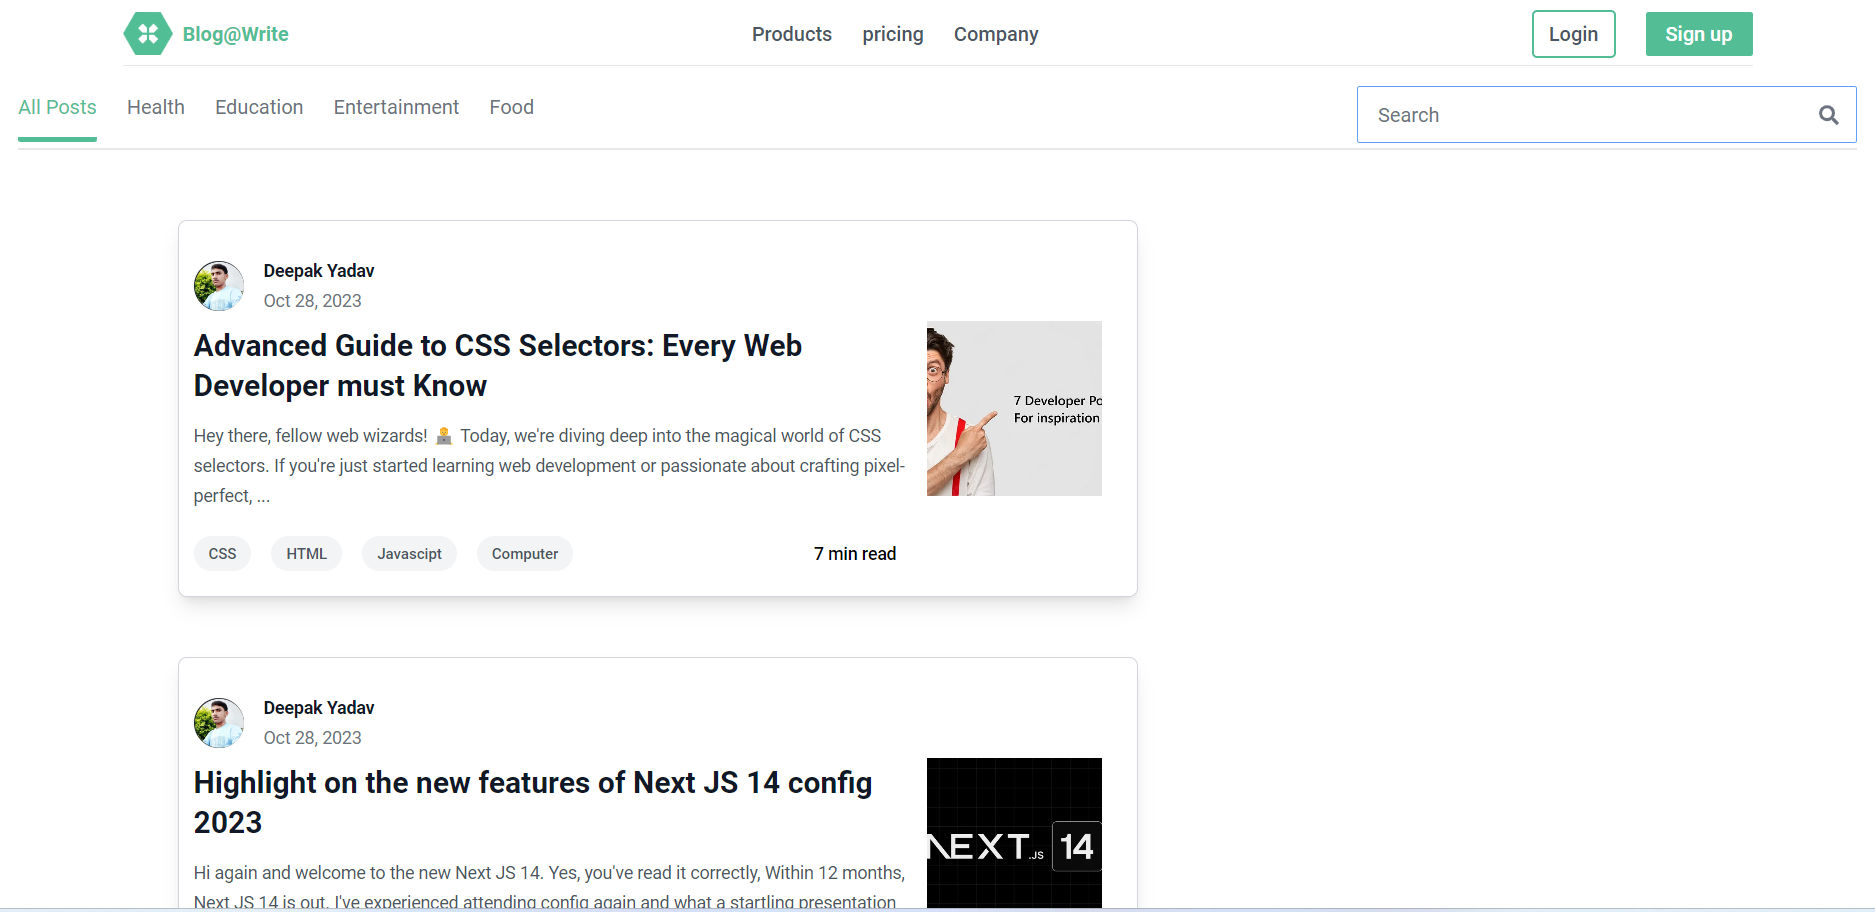 Blog@Write
Products pricing Company
Login
Sign up
All Posts Health Education Entertainment Food
Search
Deepak Yadav
Oct 28, 2023
Advanced Guide to CSS Selectors: Every Web
Developer must Know
Hey there, fellow web wizards! 🧑‍💻 Today, we're diving deep into the magical world of CSS
selectors. If you're just started learning web development or passionate about crafting pixel-
perfect, ...
7 Developer Po
For inspiration
CSS HTML Javascipt Computer
7 min read
Deepak Yadav
Oct 28, 2023
Highlight on the new features of Next JS 14 config
2023
Hi again and welcome to the new Next JS 14. Yes, you've read it correctly, Within 12 months,
Next JS 14 is out. I've experienced attending config again and what a startling presentation
NEXT.JS 14